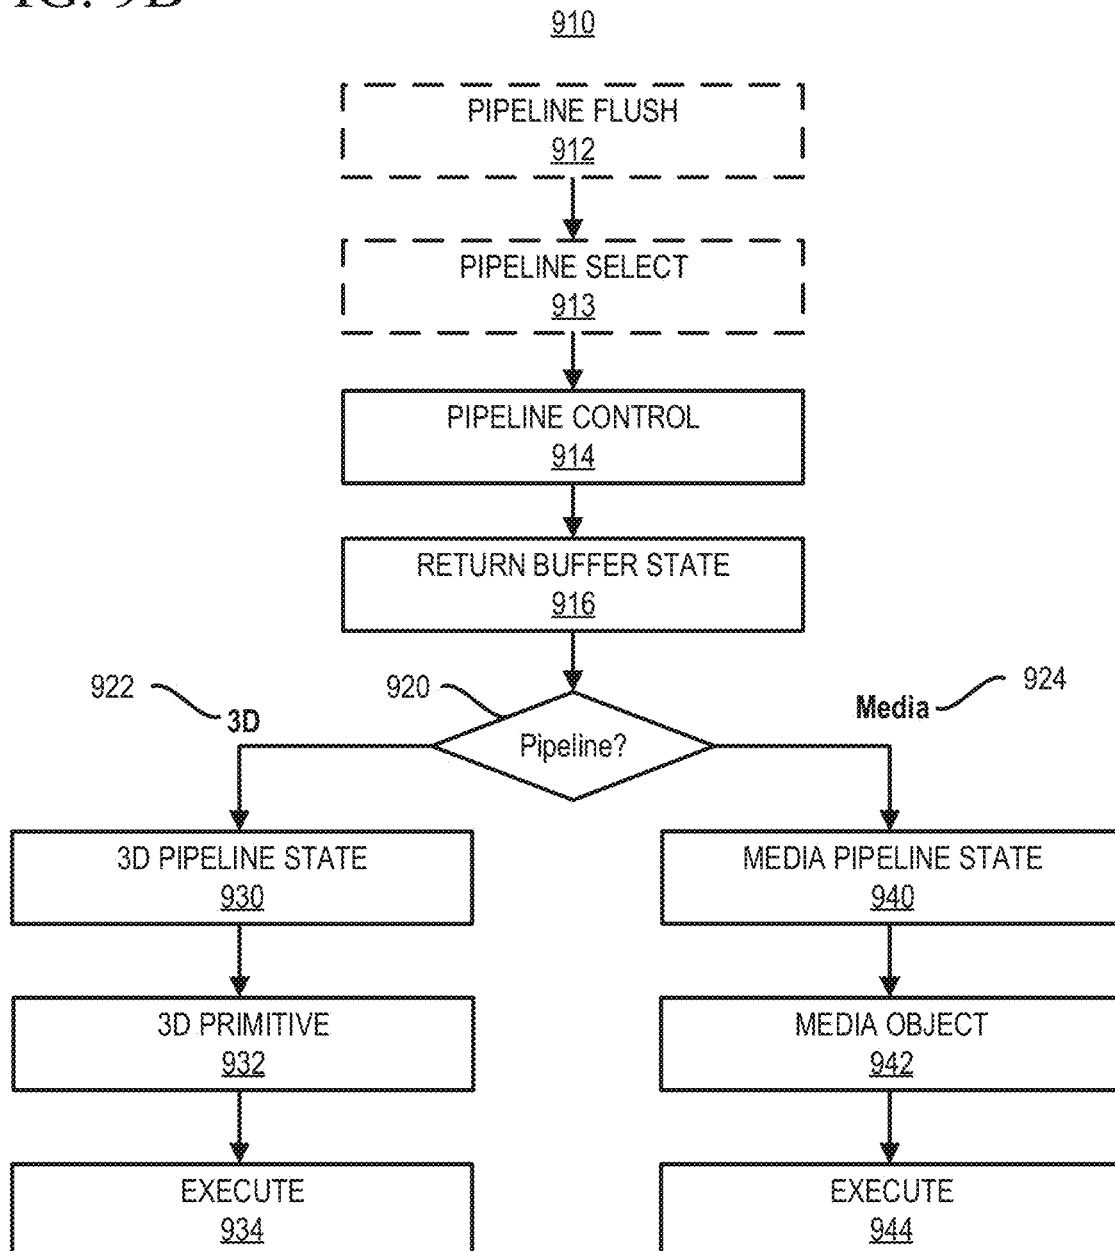 FIG. 9B
910
PIPELINE FLUSH
912
PIPELINE SELECT
913
PIPELINE CONTROL
914
RETURN BUFFER STATE
916
922
3D
920
Pipeline?
Media
924
3D PIPELINE STATE
930
MEDIA PIPELINE STATE
940
3D PRIMITIVE
932
MEDIA OBJECT
942
EXECUTE
934
EXECUTE
944